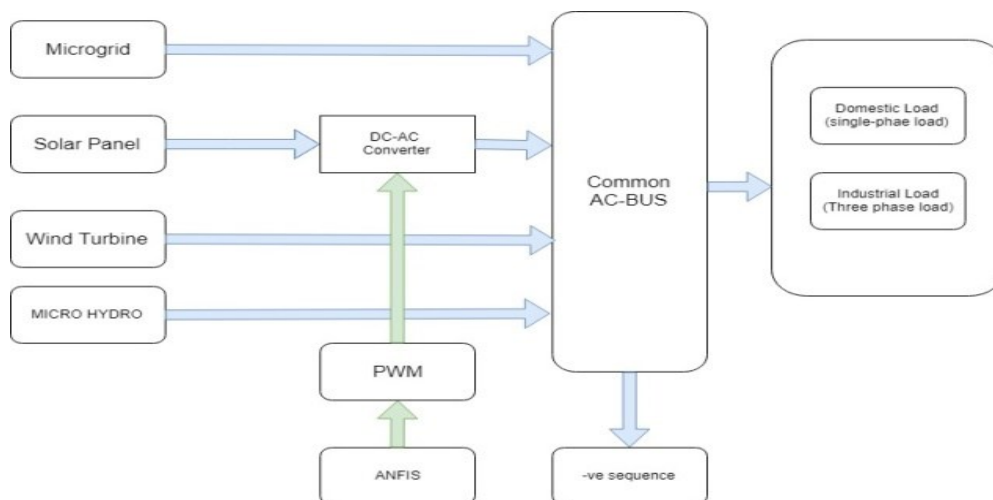 Microgrid
Solar Panel
DC-AC
Converter
Wind Turbine
MICRO HYDRO
PWM
ANFIS
Common
AC-BUS
-ve sequence
Domestic Load
(single-phae load)
Industrial Load
(Three phase load)